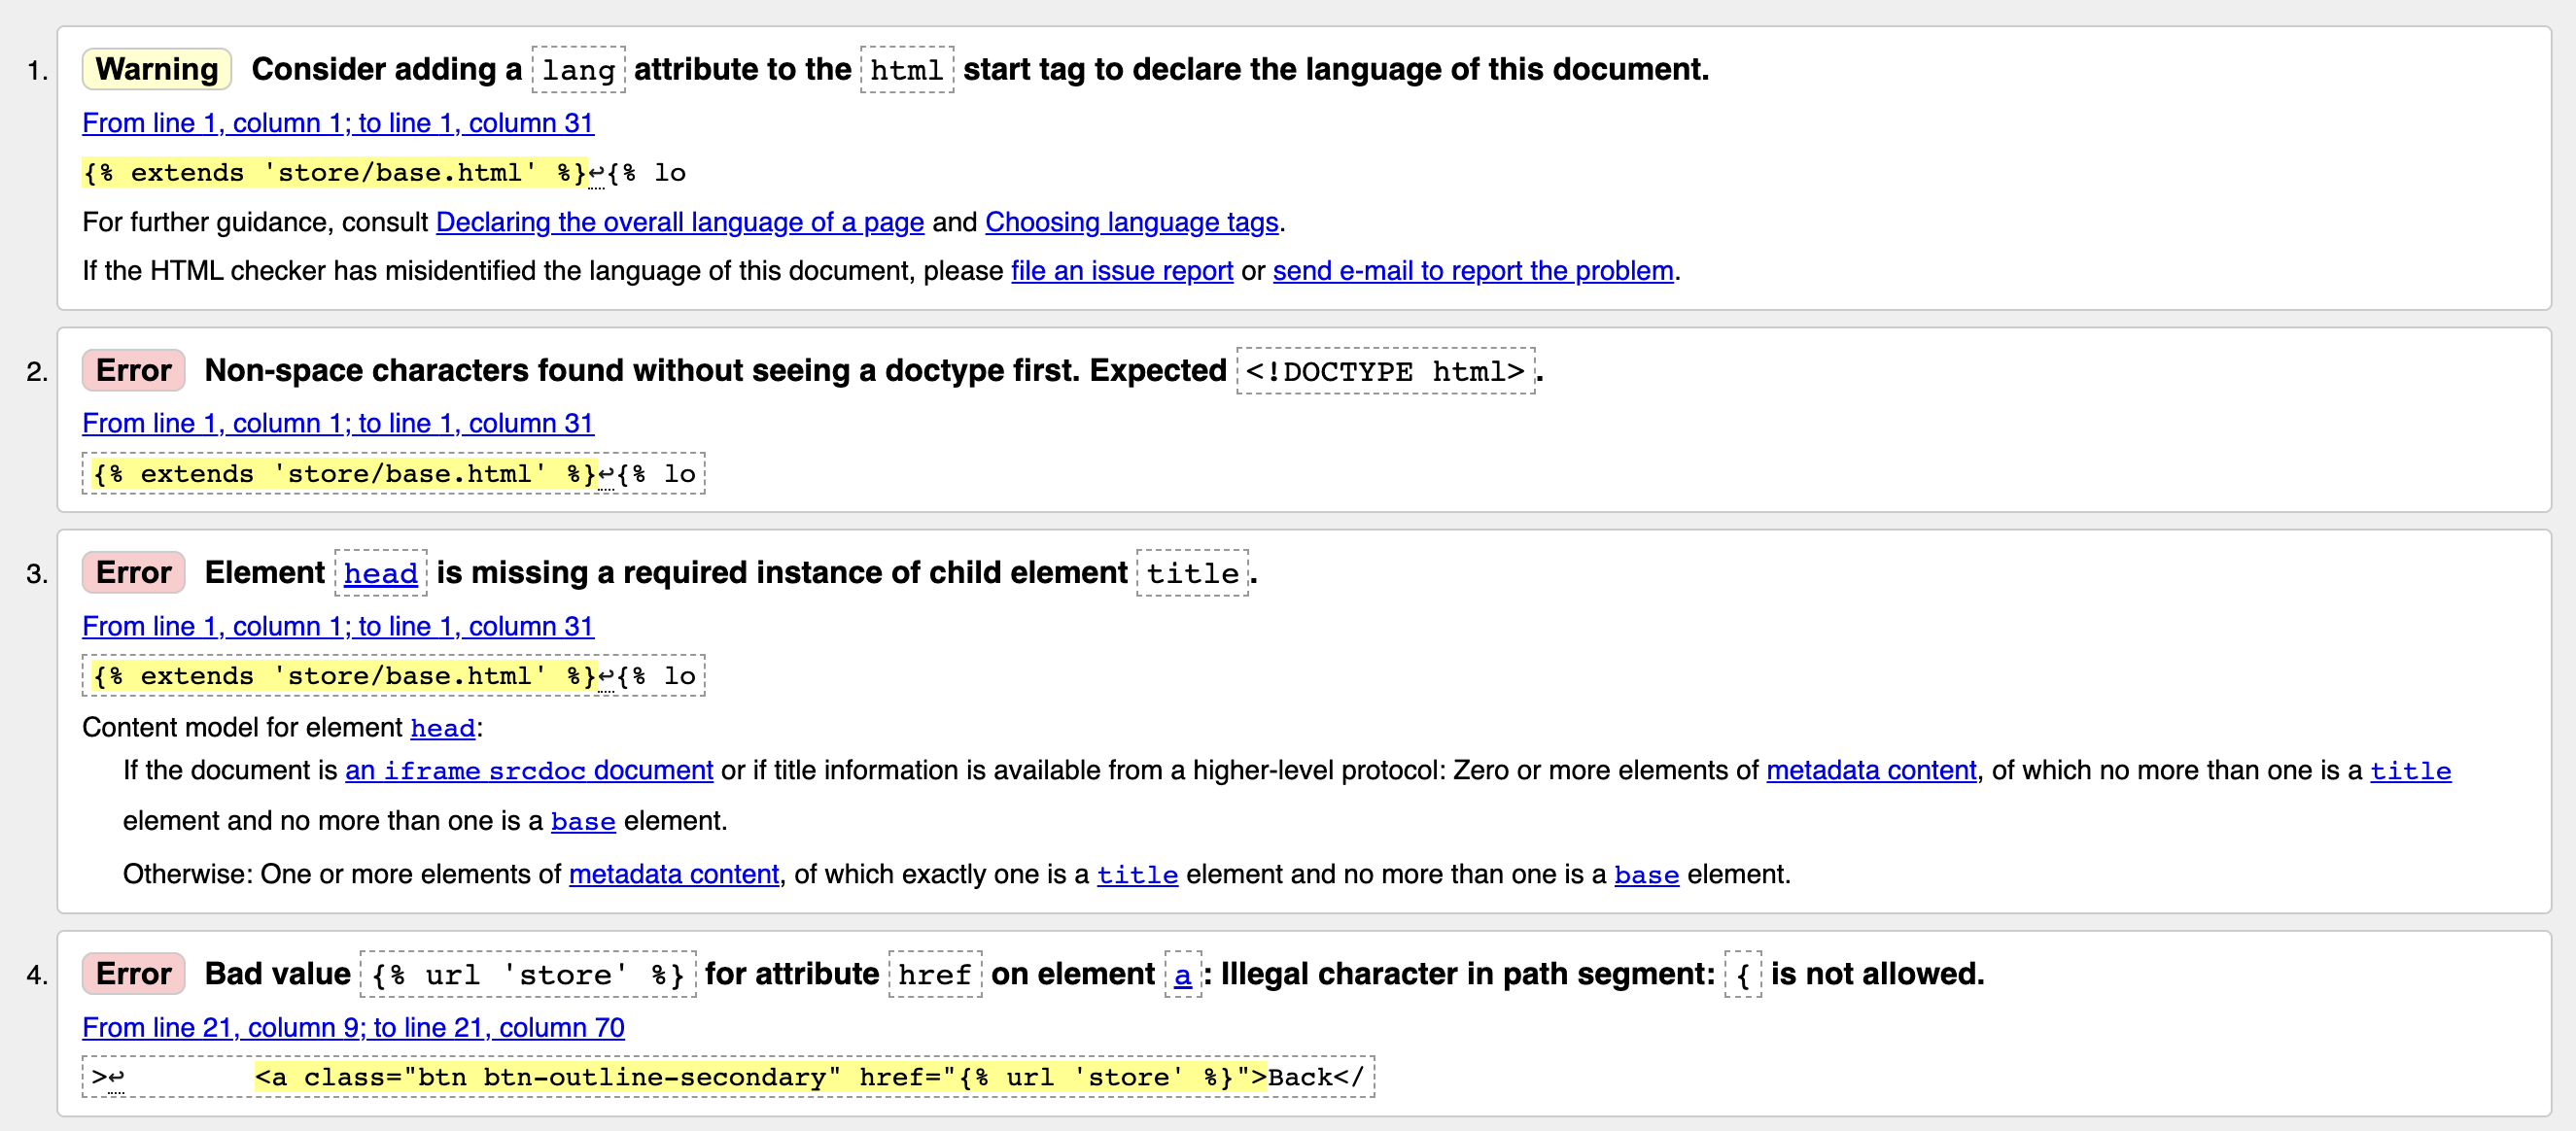 1. Warning Consider adding a lang attribute to the html start tag to declare the language of this document.
From line 1, column 1; to line 1, column 31
{% extends 'store/base.html' %}↩{% lo
For further guidance, consult Declaring the overall language of a page and Choosing language tags.
If the HTML checker has misidentified the language of this document, please file an issue report or send e-mail to report the problem.
2. Error Non-space characters found without seeing a doctype first. Expected <!DOCTYPE html>.
From line 1, column 1; to line 1, column 31
{% extends 'store/base.html' %}↩{% lo
3. Error Element head is missing a required instance of child element title.
From line 1, column 1; to line 1, column 31
{% extends 'store/base.html' %}↩{% lo
Content model for element head:
If the document is an iframe srcdoc document or if title information is available from a higher-level protocol: Zero or more elements of metadata content, of which no more than one is a title
element and no more than one is a base element.
Otherwise: One or more elements of metadata content, of which exactly one is a title element and no more than one is a base element.
4. Error Bad value {% url 'store' %} for attribute href on element a: Illegal character in path segment: { is not allowed.
From line 21, column 9; to line 21, column 70
>↩        <a class="btn btn-outline-secondary" href="{% url 'store' %}">Back</